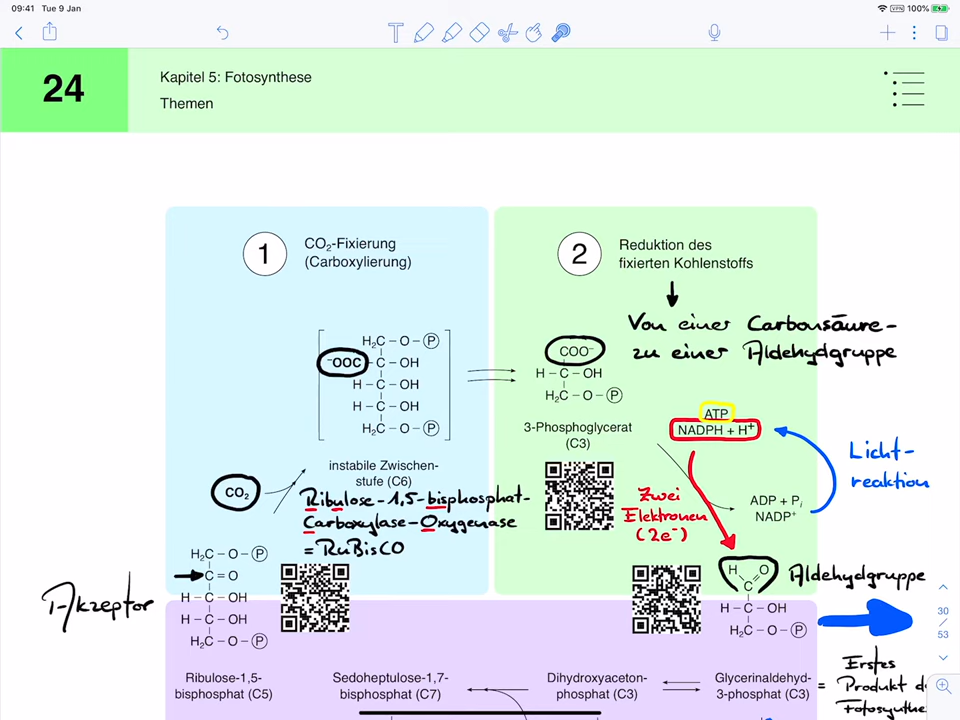 09:41 Tue 9 Jan
VPN 100%
T
24
Kapitel 5: Fotosynthese
Themen
1
CO₂-Fixierung
(Carboxylierung)
2
Reduktion des
fixierten Kohlenstoffs
Von einer Carbonsäure-
zu einer Aldehydgruppe
H₂C – O – P
⁻OOC – C – OH
H – C – OH
H – C – OH
H₂C – O – P
COO⁻
H – C – OH
H₂C – O – P
3-Phosphoglycerat
(C3)
ATP
NADPH + H⁺
Licht-
reaktion
ADP + Pᵢ
NADP⁺
Zwei
Elektronen
(2e⁻)
instabile Zwischen-
stufe (C6)
CO₂
Ribulose-1,5-bisphosphat-
Carboxylase-Oxygenase
= RuBisCO
Akzeptor
H₂C – O – P
C = O
H – C – OH
H – C – OH
H₂C – O – P
Ribulose-1,5-
bisphosphat (C5)
H O
C
H – C – OH
H₂C – O – P
Aldehydgruppe
30
/
53
Sedoheptulose-1,7-
bisphosphat (C7)
Dihydroxyaceton-
phosphat (C3)
Glycerinaldehyd-
3-phosphat (C3)
Erstes
= Produkt d
Fotosynthe